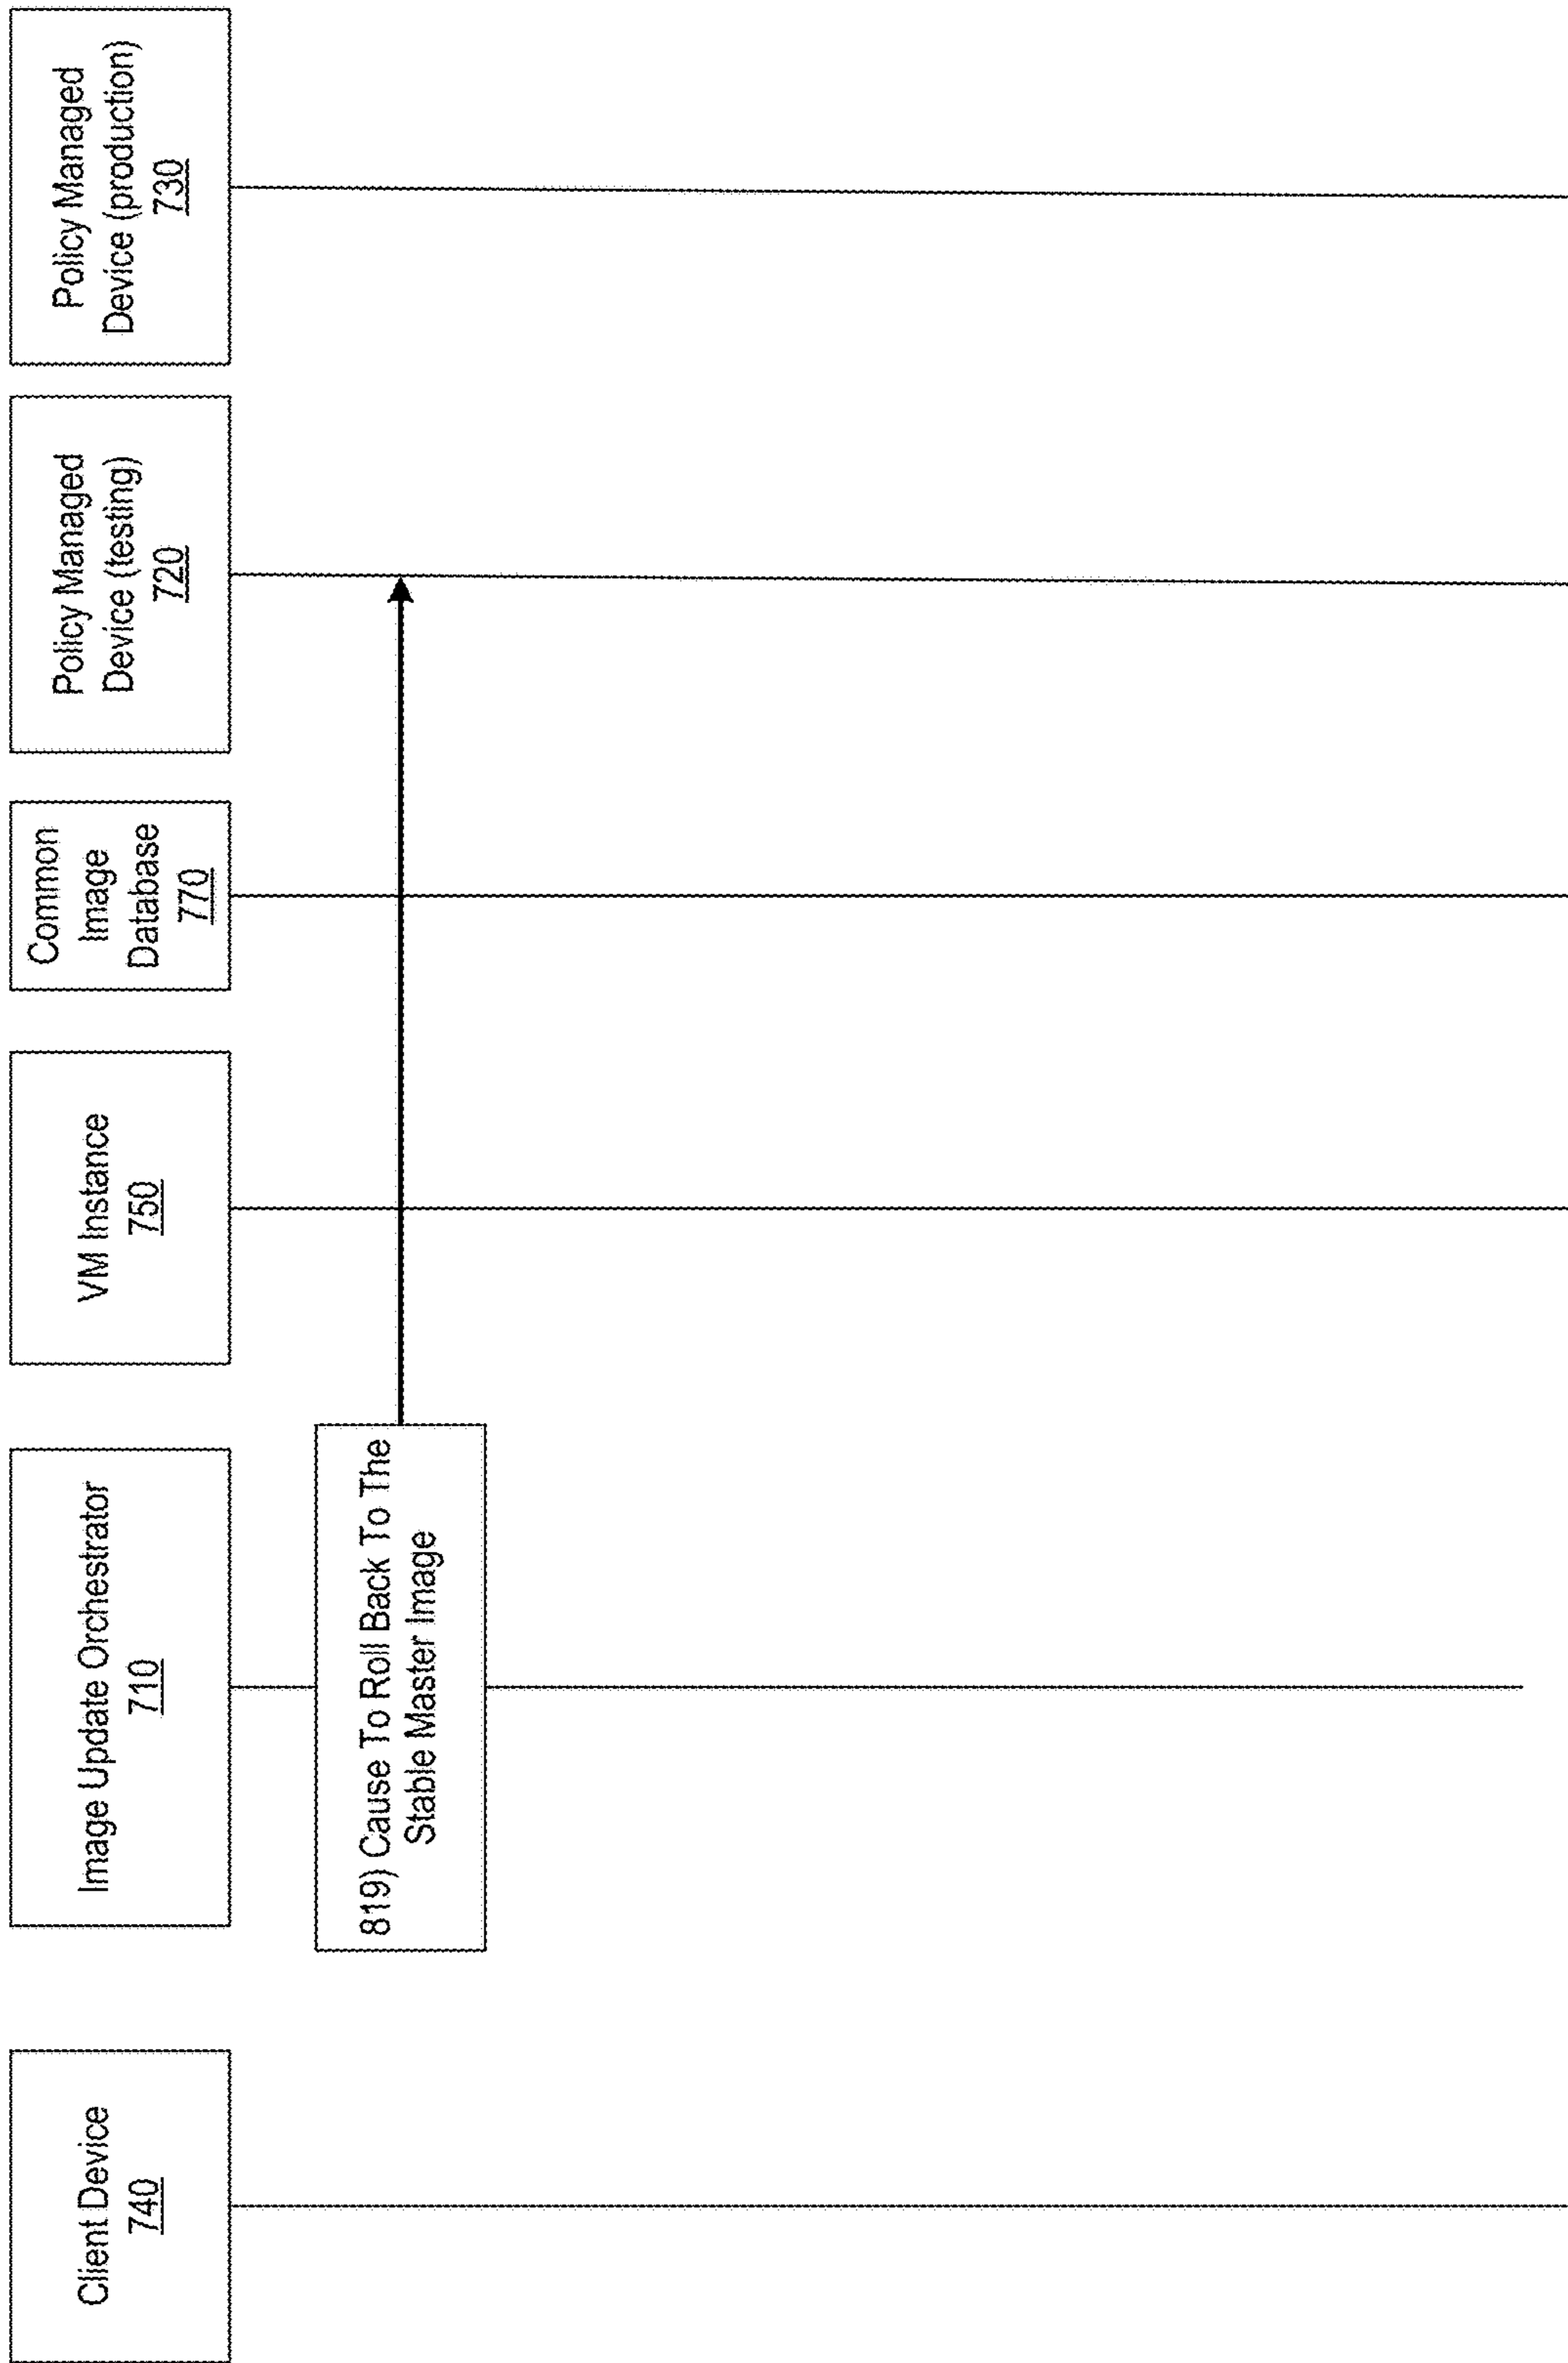 Client Device
740
Image Update Orchestrator
710
VM Instance
750
Common
Image
Database
770
Policy Managed
Device (testing)
720
Policy Managed
Device (production)
730
819) Cause To Roll Back To The
Stable Master Image